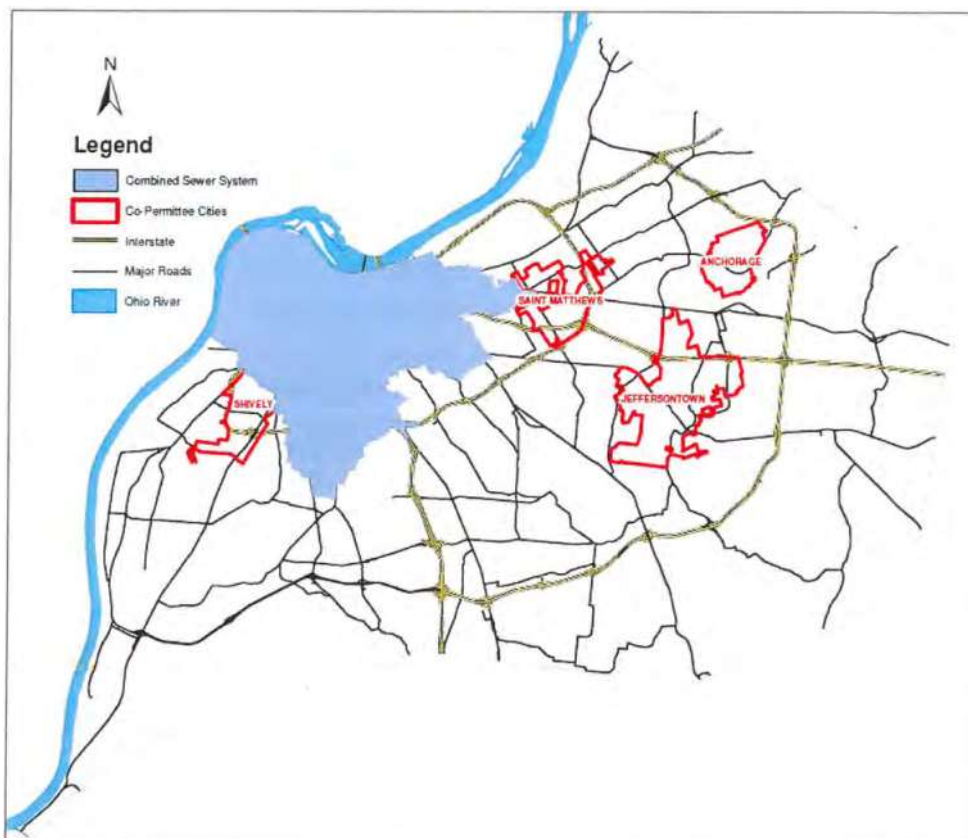 N
Legend
Combined Sewer System
Co-Permittee Cities
Interstate
Major Roads
Ohio River
ANCHORAGE
SAINT MATTHEWS
SHIVELY
JEFFERSONTOWN